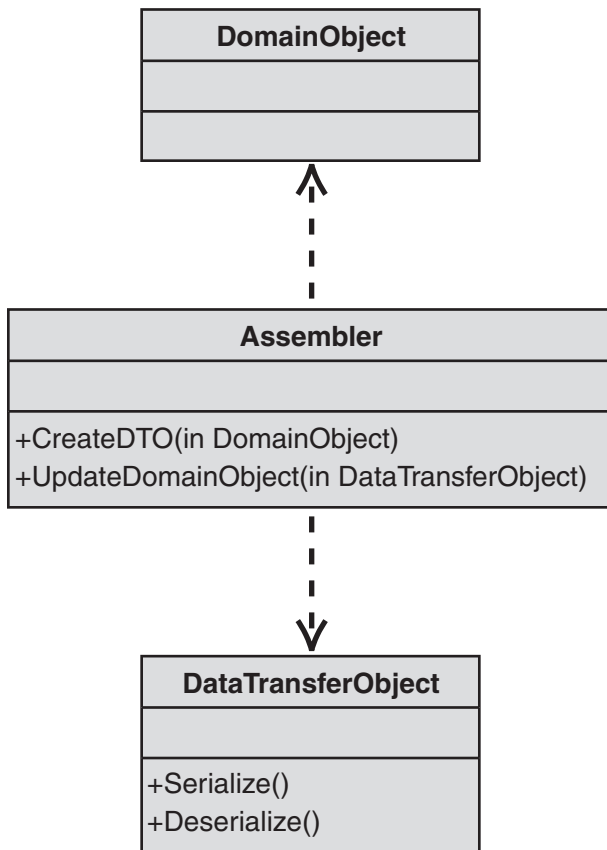 DomainObject
Assembler
+CreateDTO(in DomainObject)
+UpdateDomainObject(in DataTransferObject)
DataTransferObject
+Serialize()
+Deserialize()